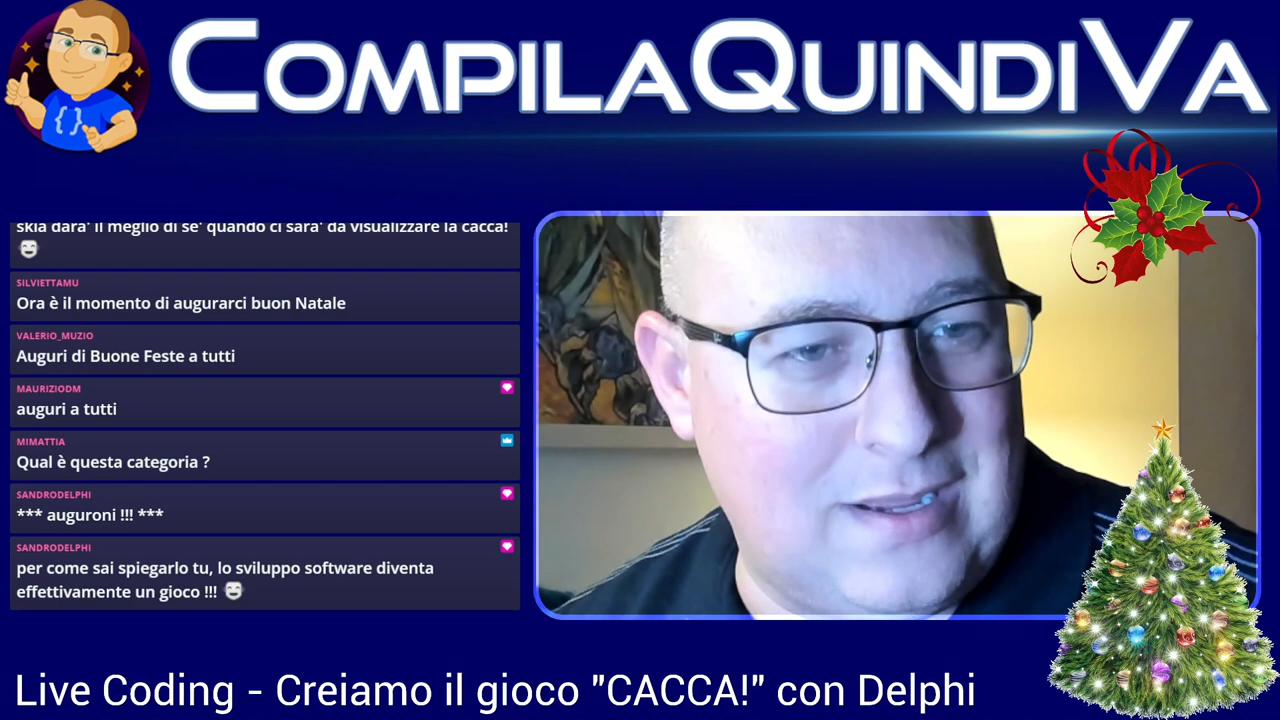 COMPILAQUINDIVA
{ }
skia dara' il meglio di se' quando ci sara' da visualizzare la cacca!
SILVIETTAMU
Ora è il momento di augurarci buon Natale
VALERIO_MUZIO
Auguri di Buone Feste a tutti
MAURIZIODM
auguri a tutti
MIMATTIA
Qual è questa categoria ?
SANDRODELPHI
*** auguroni !!! ***
SANDRODELPHI
per come sai spiegarlo tu, lo sviluppo software diventa
effettivamente un gioco !!!
Live Coding - Creiamo il gioco "CACCA!" con Delphi